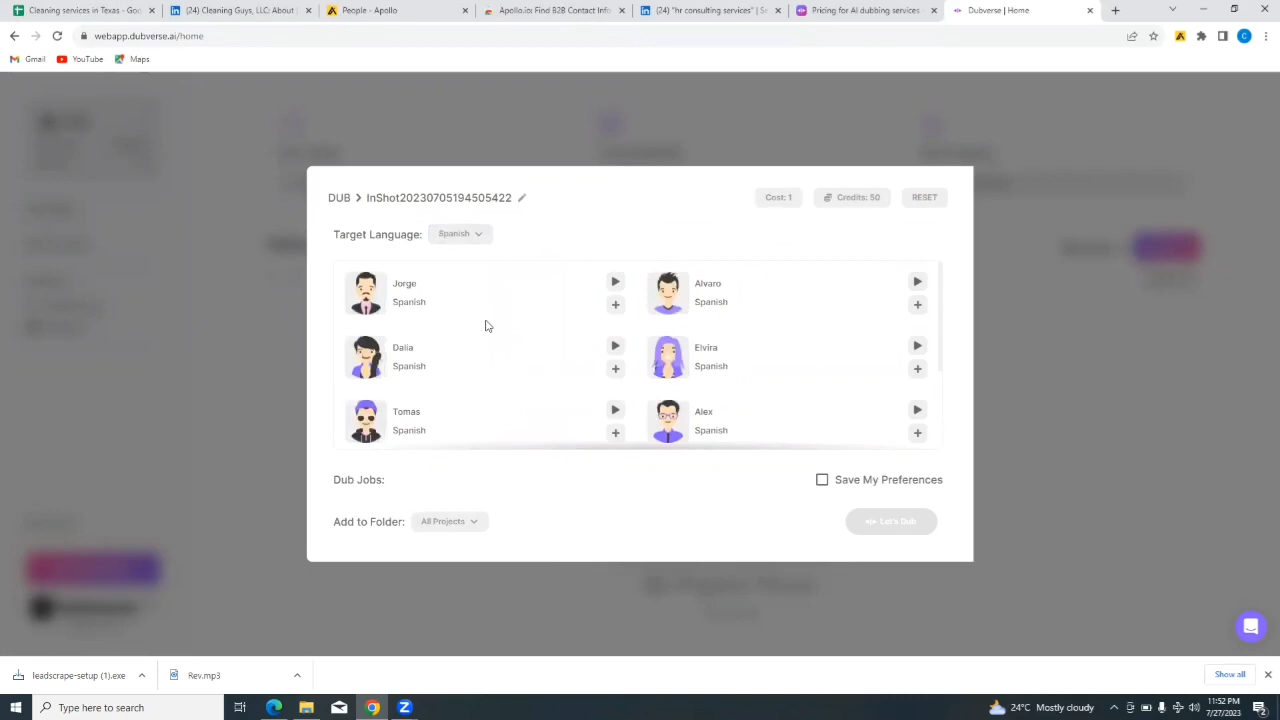 Cleaning services in Texas - Goo
(24) Cleaning Guys, LLC: About
People - Apollo
Apollo.io: Find B2B Contact Info
(24) "hr consulting services" | Se
Pricing for AI dubbing services
Dubverse | Home
webapp.dubverse.ai/home
C
Gmail
YouTube
Maps
DUB > InShot20230705194505422
Cost: 1
Credits: 50
RESET
Target Language:
Spanish
Jorge
Spanish
Alvaro
Spanish
Dalia
Spanish
Elvira
Spanish
Tomas
Spanish
Alex
Spanish
Dub Jobs:
Save My Preferences
Add to Folder:
All Projects
Let's Dub
leadscrape-setup (1).exe
Rev.mp3
Show all
Type here to search
24°C Mostly cloudy
11:52 PM
7/27/2023
2